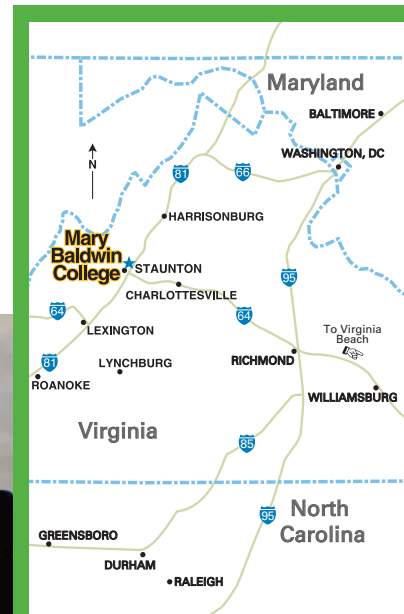 Maryland
BALTIMORE
WASHINGTON, DC
N
81
66
HARRISONBURG
Mary
Baldwin
College
STAUNTON
CHARLOTTESVILLE
95
64
64
LEXINGTON
To Virginia
Beach
RICHMOND
81
LYNCHBURG
ROANOKE
WILLIAMSBURG
Virginia
85
95
North
Carolina
GREENSBORO
DURHAM
RALEIGH